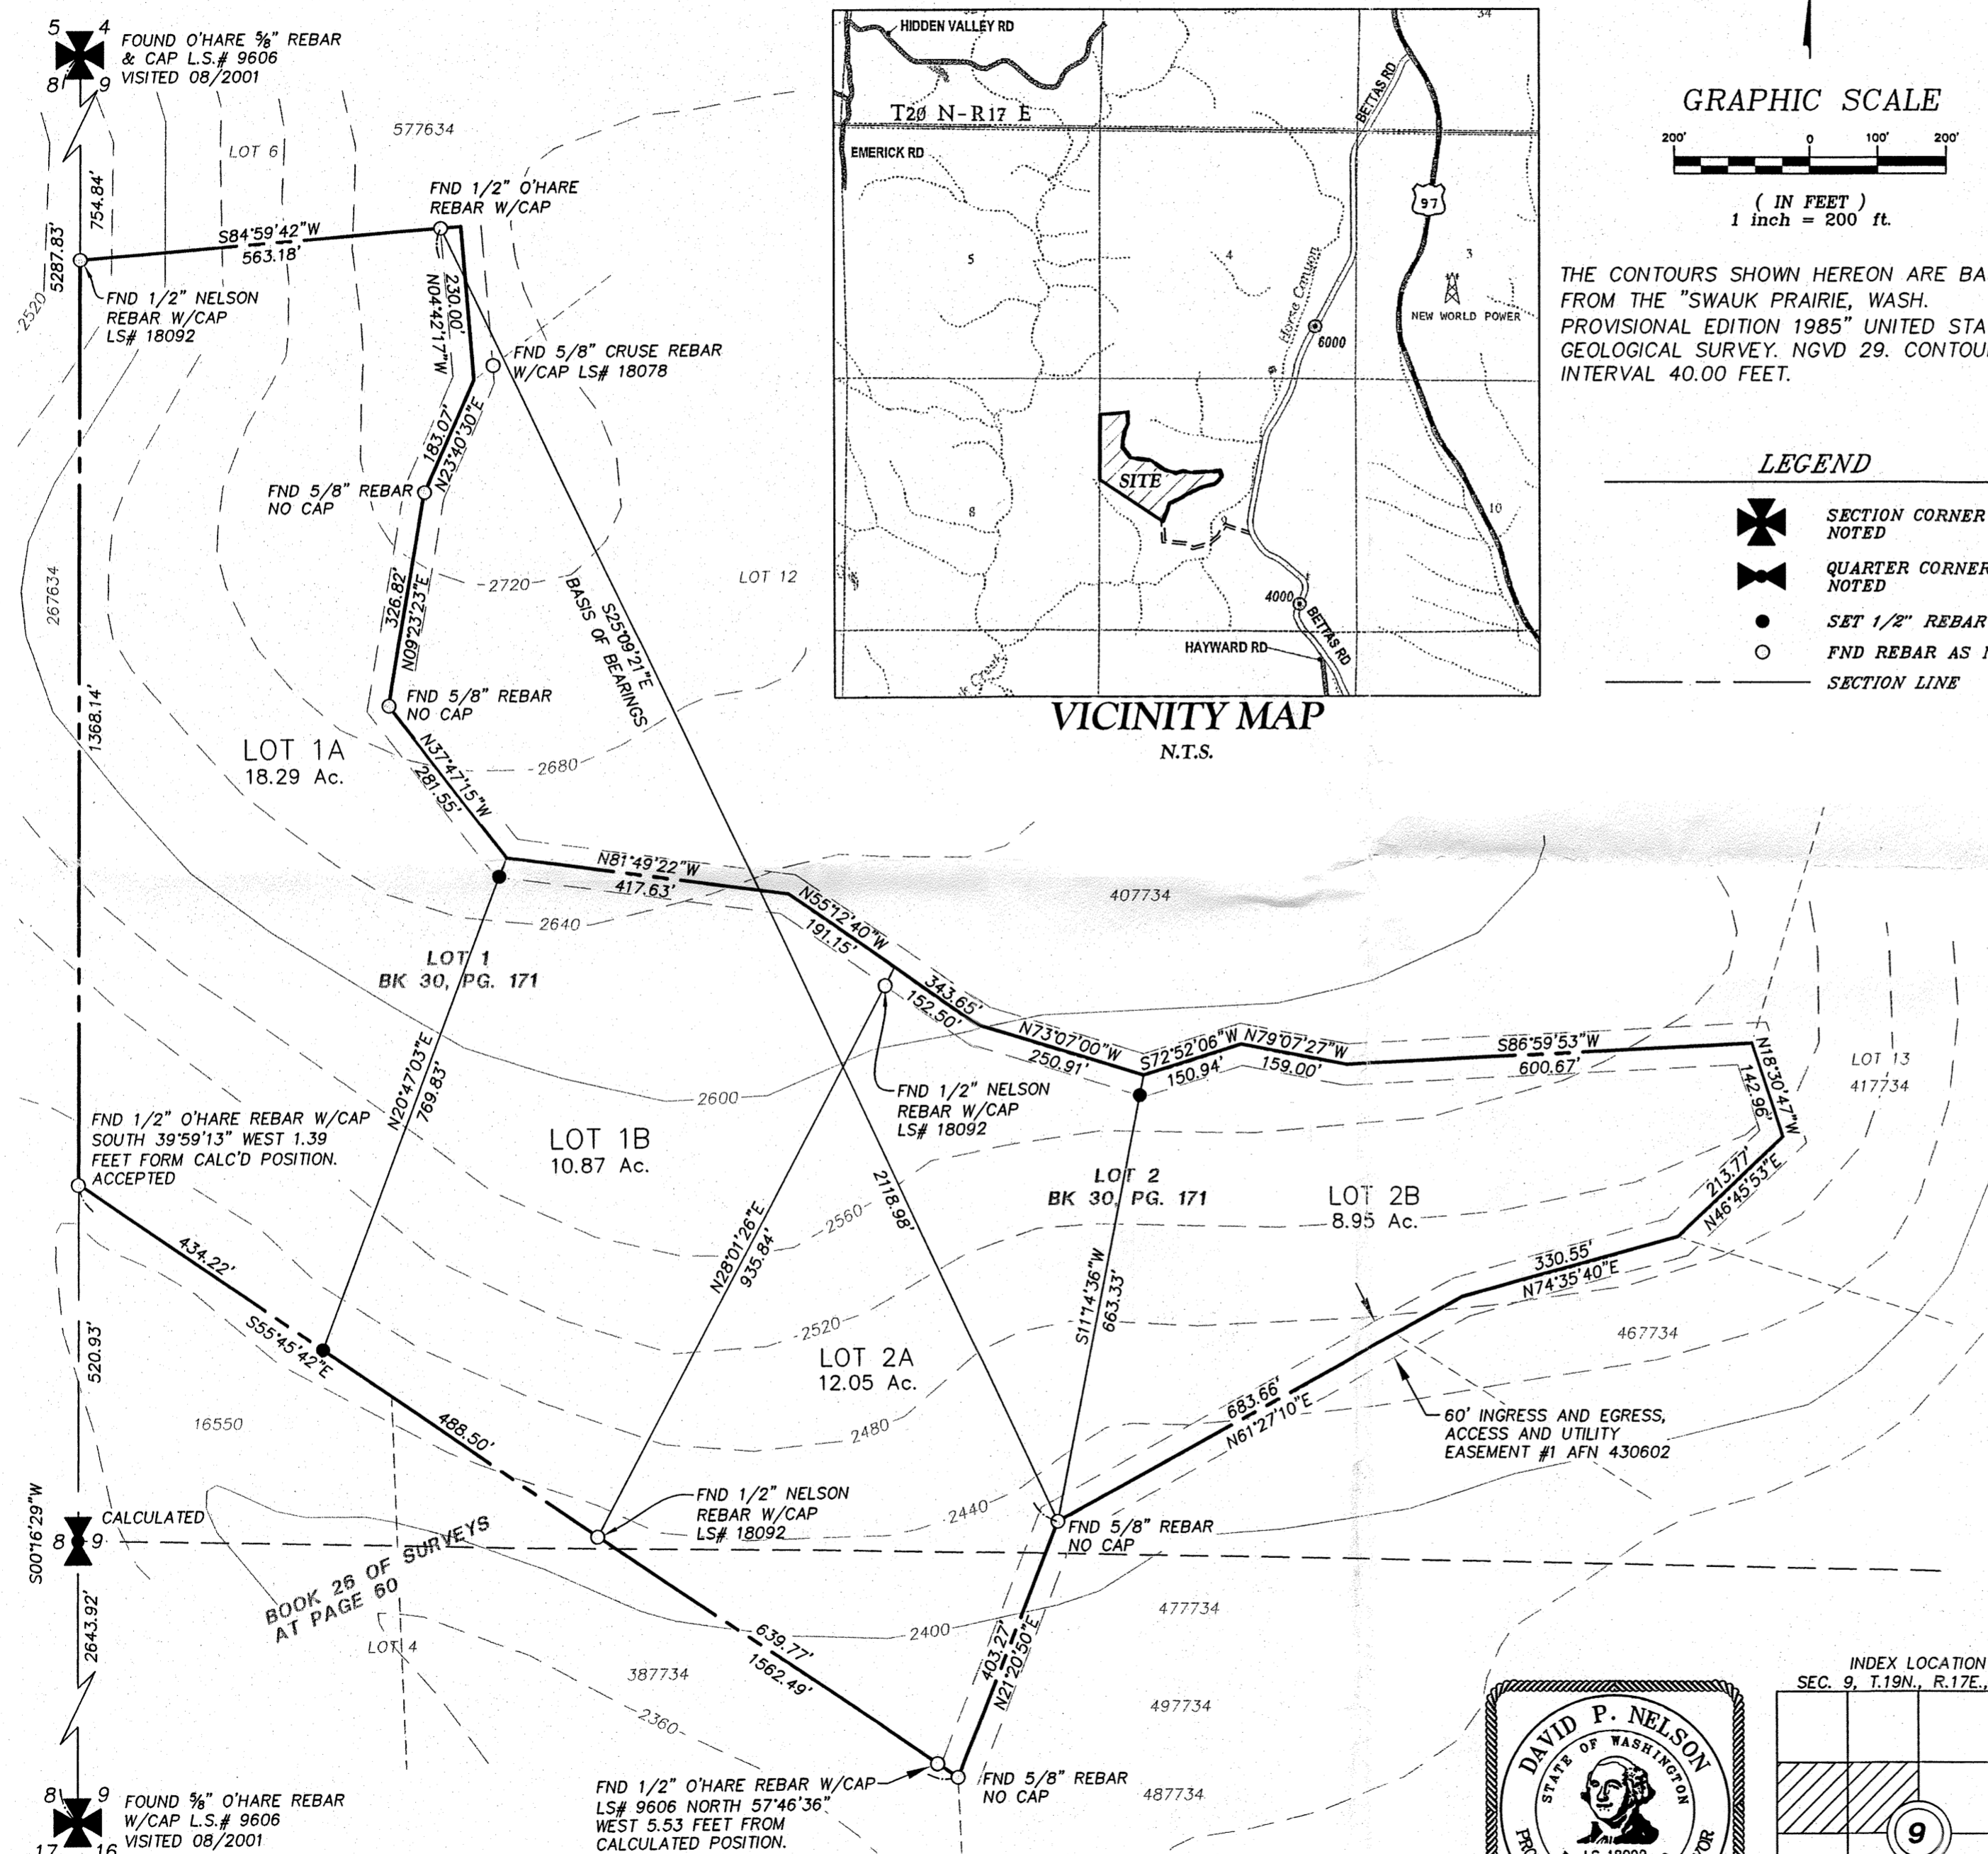 5 4
8 9
FOUND O'HARE ⅝" REBAR
& CAP L.S.# 9606
VISITED 08/2001
577634
LOT 6
754.84'
5287.83'
2520
S84°59'42"W
563.18'
FND 1/2" O'HARE
REBAR W/CAP
FND 1/2" NELSON
REBAR W/CAP
LS# 18092
230.00'
N04°42'17"W
FND 5/8" CRUSE REBAR
W/CAP LS# 18078
183.07'
N23°40'30"E
FND 5/8" REBAR
NO CAP
326.82'
N09°23'23"E
2720
S25°09'21"E
BASIS OF BEARINGS
LOT 12
267634
FND 5/8" REBAR
NO CAP
1368.14'
LOT 1A
18.29 Ac.
N37°47'15"W
281.55'
2680
N81°49'22"W
417.63'
2640
LOT 1
BK 30, PG. 171
N55°12'40"W
191.15'
407734
343.65'
152.50'
N73°07'00"W
250.91'
S72°52'06"W
150.94'
N79°07'27"W
159.00'
S86°59'53"W
600.67'
N18°30'47"W
142.96'
LOT 13
417734
FND 1/2" NELSON
REBAR W/CAP
LS# 18092
2600
N20°47'03"E
769.83'
FND 1/2" O'HARE REBAR W/CAP
SOUTH 39°59'13" WEST 1.39
FEET FORM CALC'D POSITION.
ACCEPTED
LOT 1B
10.87 Ac.
2118.98'
LOT 2
BK 30, PG. 171
LOT 2B
8.95 Ac.
213.77'
N46°45'53"E
2560
N28°01'26"E
935.84'
434.22'
S55°45'42"E
S11°14'36"W
663.33'
330.55'
N74°35'40"E
2520
LOT 2A
12.05 Ac.
467734
520.93'
683.66'
N61°27'10"E
60' INGRESS AND EGRESS,
ACCESS AND UTILITY
EASEMENT #1 AFN 430602
16550
488.50'
2480
2440
FND 1/2" NELSON
REBAR W/CAP
LS# 18092
S00°16'29"W
CALCULATED
8 9
FND 5/8" REBAR
NO CAP
BOOK 26 OF SURVEYS
AT PAGE 60
LOT 4
2643.92'
639.77'
1562.49'
2400
403.27'
N21°20'50"E
477734
387734
497734
2360
FND 1/2" O'HARE REBAR W/CAP
LS# 9606 NORTH 57°46'36"
WEST 5.53 FEET FROM
CALCULATED POSITION.
FND 5/8" REBAR
NO CAP
487734
8 9
17 16
FOUND ⅝" O'HARE REBAR
W/CAP L.S.# 9606
VISITED 08/2001
HIDDEN VALLEY RD
34
T20 N-R17 E
BETTAS RD
EMERICK RD
97
5
4
3
Horse Canyon
NEW WORLD POWER
6000
SITE
8
10
4000
BETTAS RD
HAYWARD RD
VICINITY MAP
N.T.S.
GRAPHIC SCALE
200' 0 100' 200'
( IN FEET )
1 inch = 200 ft.
THE CONTOURS SHOWN HEREON ARE BA
FROM THE "SWAUK PRAIRIE, WASH.
PROVISIONAL EDITION 1985" UNITED STA
GEOLOGICAL SURVEY. NGVD 29. CONTOU
INTERVAL 40.00 FEET.
LEGEND
SECTION CORNER
NOTED
QUARTER CORNER
NOTED
SET 1/2" REBAR
FND REBAR AS
SECTION LINE
INDEX LOCATION
SEC. 9, T.19N., R.17E.,
9
DAVID P. NELSON
STATE OF WASHINGTON